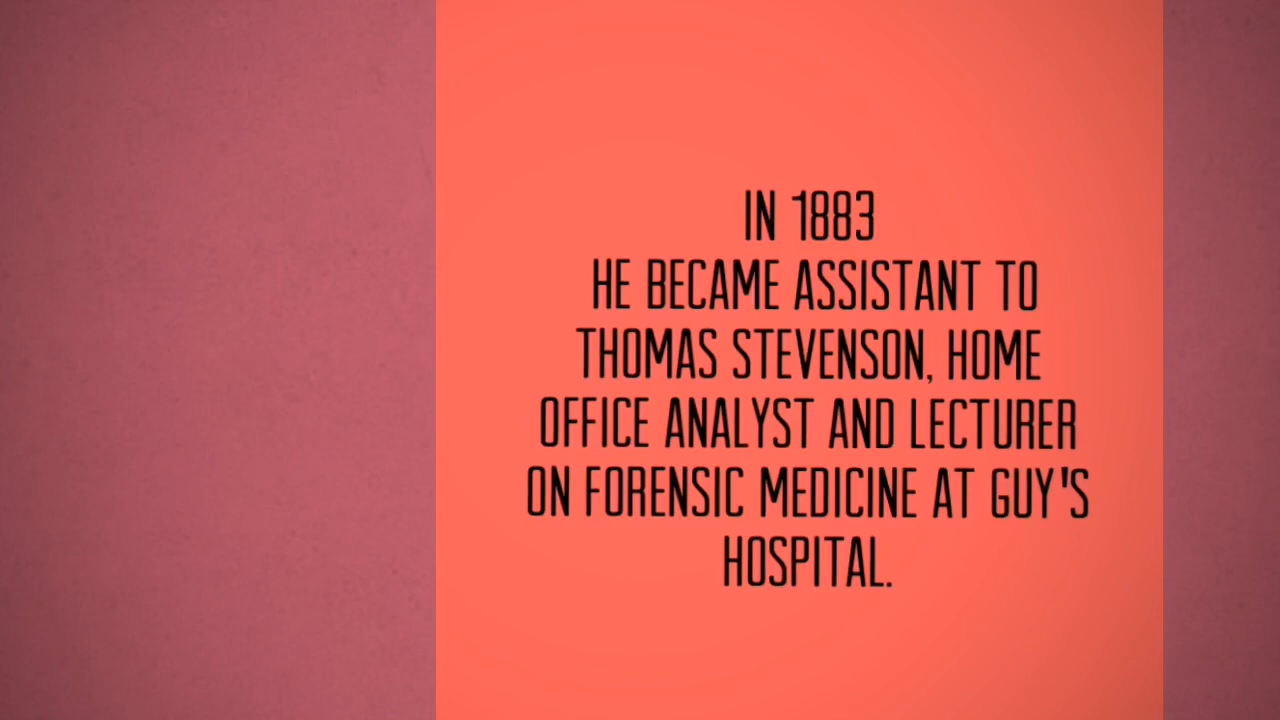 IN 1883
HE BECAME ASSISTANT TO
THOMAS STEVENSON, HOME
OFFICE ANALYST AND LECTURER
ON FORENSIC MEDICINE AT GUY'S
HOSPITAL.